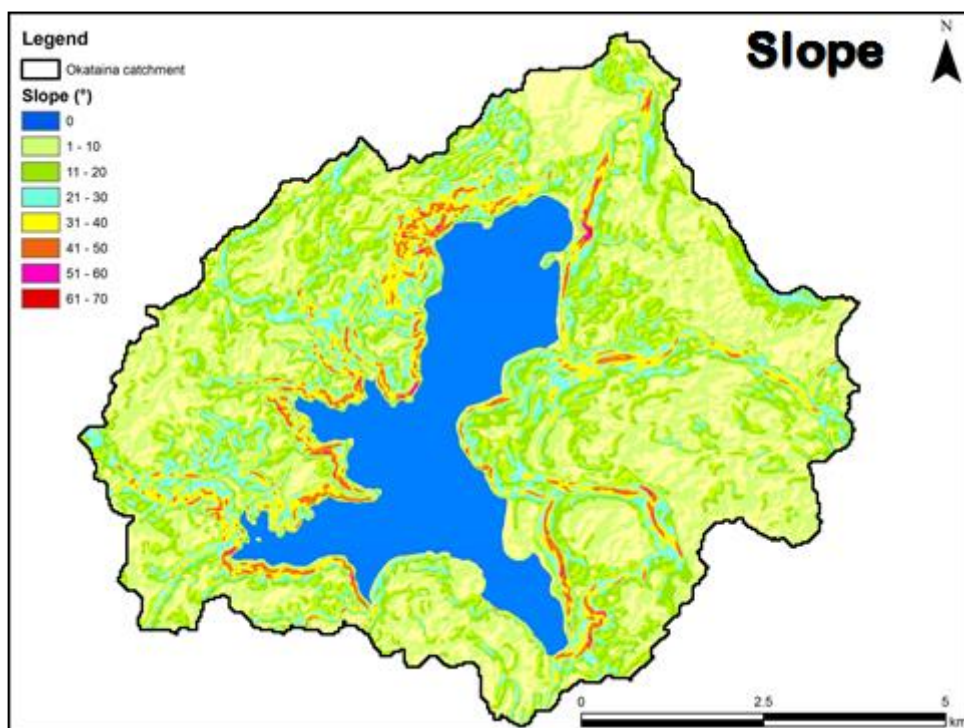 Legend
Okataina catchment
Slope (°)
0
1 - 10
11 - 20
21 - 30
31 - 40
41 - 50
51 - 60
61 - 70
Slope
N
0 2.5 5
km